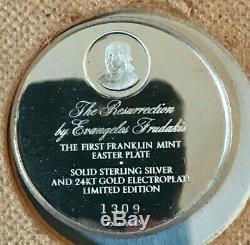 The Resurrection
by Evangelos Frudakis
THE FIRST FRANKLIN MINT
EASTER PLATE
SOLID STERLING SILVER
AND 24KT GOLD ELECTROPLATE
LIMITED EDITION
1309